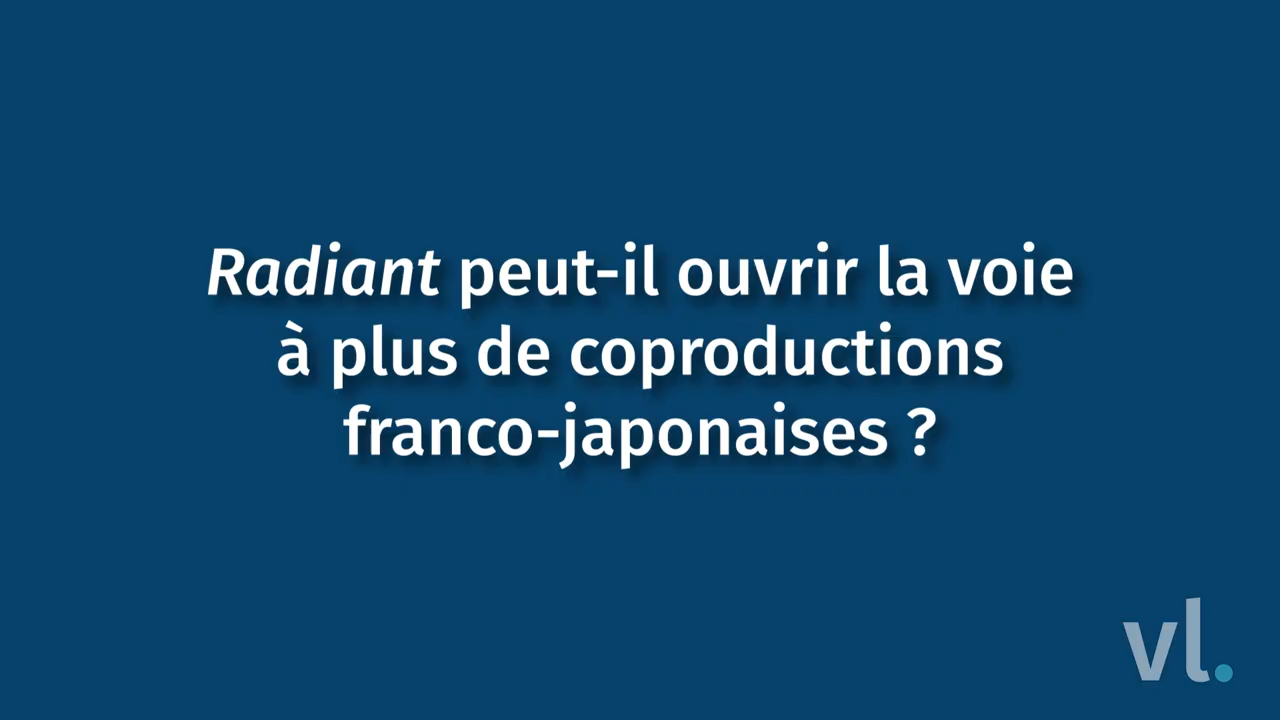 Radiant peut-il ouvrir la voie
à plus de coproductions
franco-japonaises ?
vl.